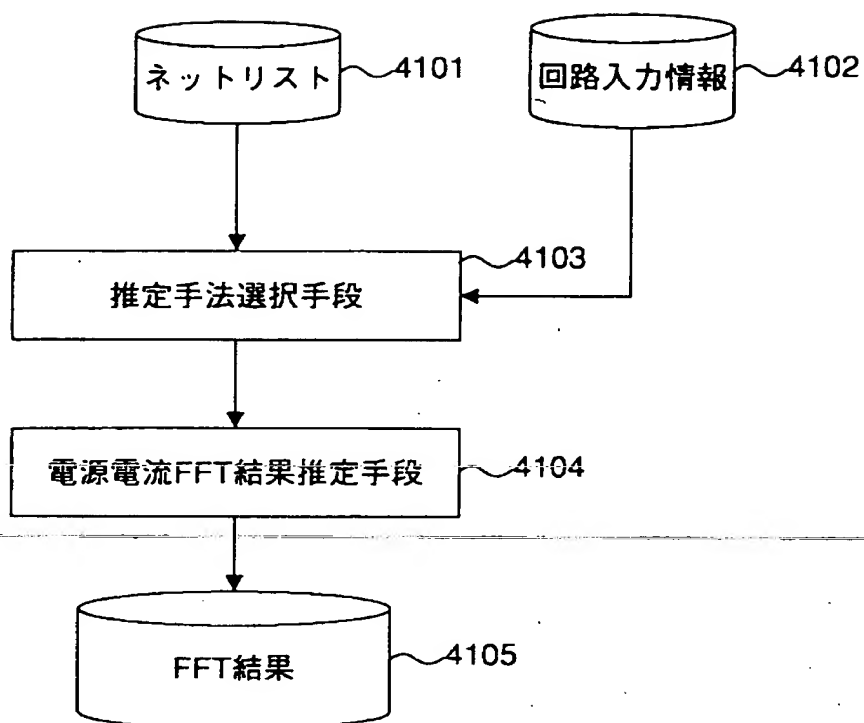 ネットリスト
4101
回路入力情報
4102
4103
推定手法選択手段
電源電流FFT結果推定手段
4104
FFT結果
4105